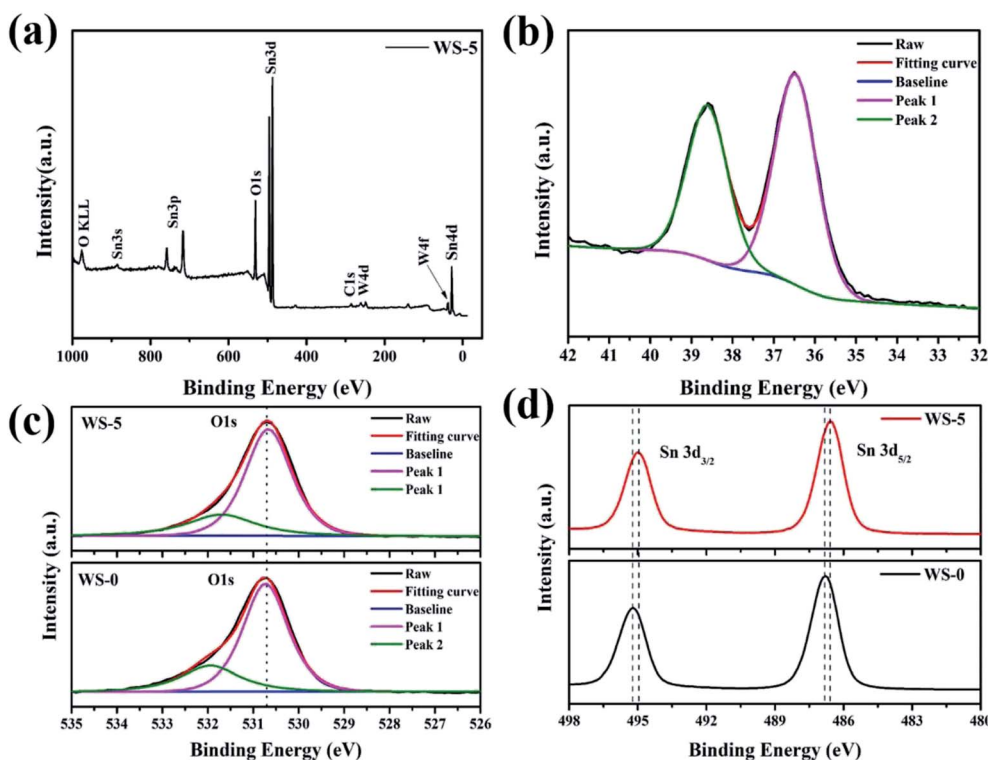 (a)
WS-5
O KLL
Sn3s
Sn3p
O1s
Sn3d
C1s
W4d
W4f
Sn4d
Intensity(a.u.)
1000 800 600 400 200 0
Binding Energy (eV)
(b)
Raw
Fitting curve
Baseline
Peak 1
Peak 2
Intensity (a.u.)
42 40 39 38 37 36 35 34 33 32
Binding Energy (eV)
(c)
WS-5
O1s
Raw
Fitting curve
Baseline
Peak 1
Peak 1
WS-0
O1s
Raw
Fitting curve
Baseline
Peak 1
Peak 2
Intensity (a.u.)
535 534 533 532 531 530 529 528 527 526
Binding Energy (eV)
(d)
WS-5
Sn 3d3/2
Sn 3d5/2
WS-0
Intensity (a.u.)
498 495 492 489 486 483 480
Binding Energy (eV)